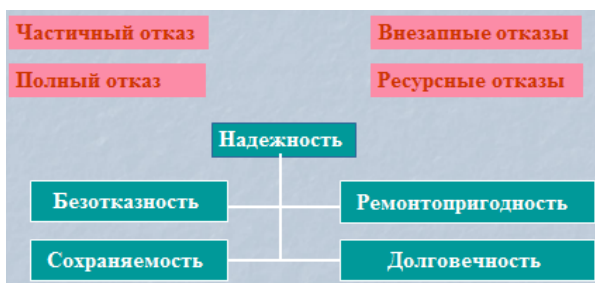 Частичный отказ
Внезапные отказы
Полный отказ
Ресурсные отказы
Надежность
Безотказность
Ремонтопригодность
Сохраняемость
Долговечность